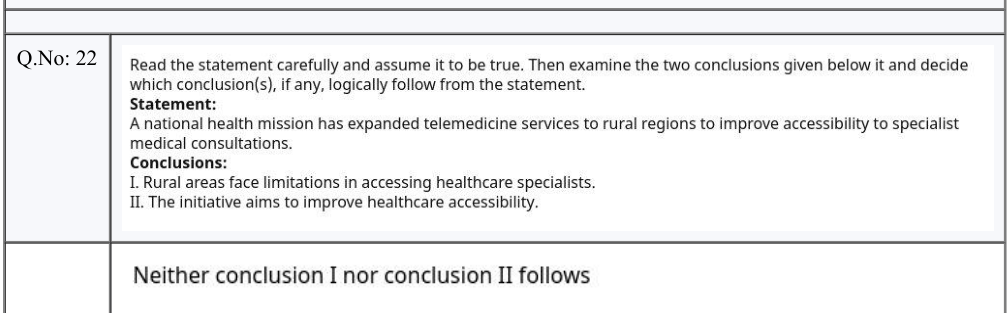 Q.No: 22
Read the statement carefully and assume it to be true. Then examine the two conclusions given below it and decide
which conclusion(s), if any, logically follow from the statement.
Statement:
A national health mission has expanded telemedicine services to rural regions to improve accessibility to specialist
medical consultations.
Conclusions:
I. Rural areas face limitations in accessing healthcare specialists.
II. The initiative aims to improve healthcare accessibility.
Neither conclusion I nor conclusion II follows